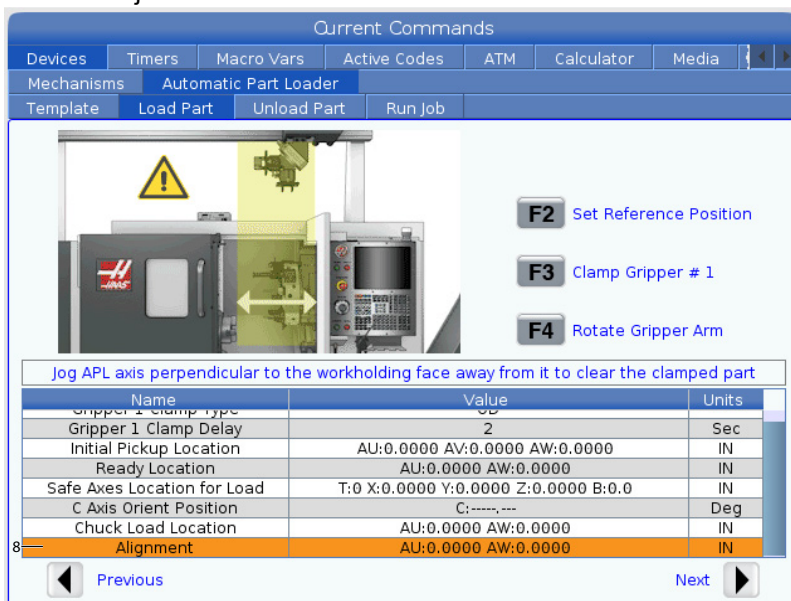 Current Commands
Devices Timers Macro Vars Active Codes ATM Calculator Media
Mechanisms Automatic Part Loader
Template Load Part Unload Part Run Job
HAAS
F2 Set Reference Position
F3 Clamp Gripper # 1
F4 Rotate Gripper Arm
Jog APL axis perpendicular to the workholding face away from it to clear the clamped part
Name Value Units
Gripper 1 Clamp Type OD
Gripper 1 Clamp Delay 2 Sec
Initial Pickup Location AU:0.0000 AV:0.0000 AW:0.0000 IN
Ready Location AU:0.0000 AW:0.0000 IN
Safe Axes Location for Load T:0 X:0.0000 Y:0.0000 Z:0.0000 B:0.0 IN
C Axis Orient Position C:-----.--- Deg
Chuck Load Location AU:0.0000 AW:0.0000 IN
8 Alignment AU:0.0000 AW:0.0000 IN
Previous Next